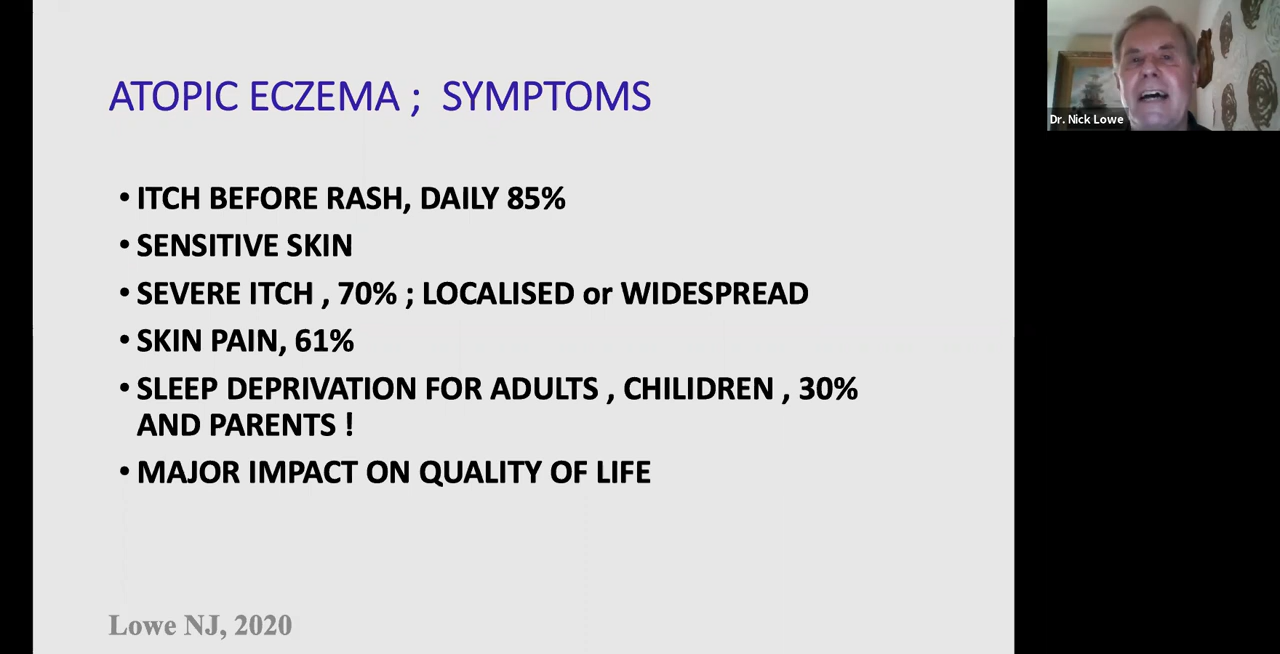 ATOPIC ECZEMA ; SYMPTOMS
• ITCH BEFORE RASH, DAILY 85%
• SENSITIVE SKIN
• SEVERE ITCH , 70% ; LOCALISED or WIDESPREAD
• SKIN PAIN, 61%
• SLEEP DEPRIVATION FOR ADULTS , CHILIDREN , 30%
AND PARENTS !
• MAJOR IMPACT ON QUALITY OF LIFE
Lowe NJ, 2020
Dr. Nick Lowe